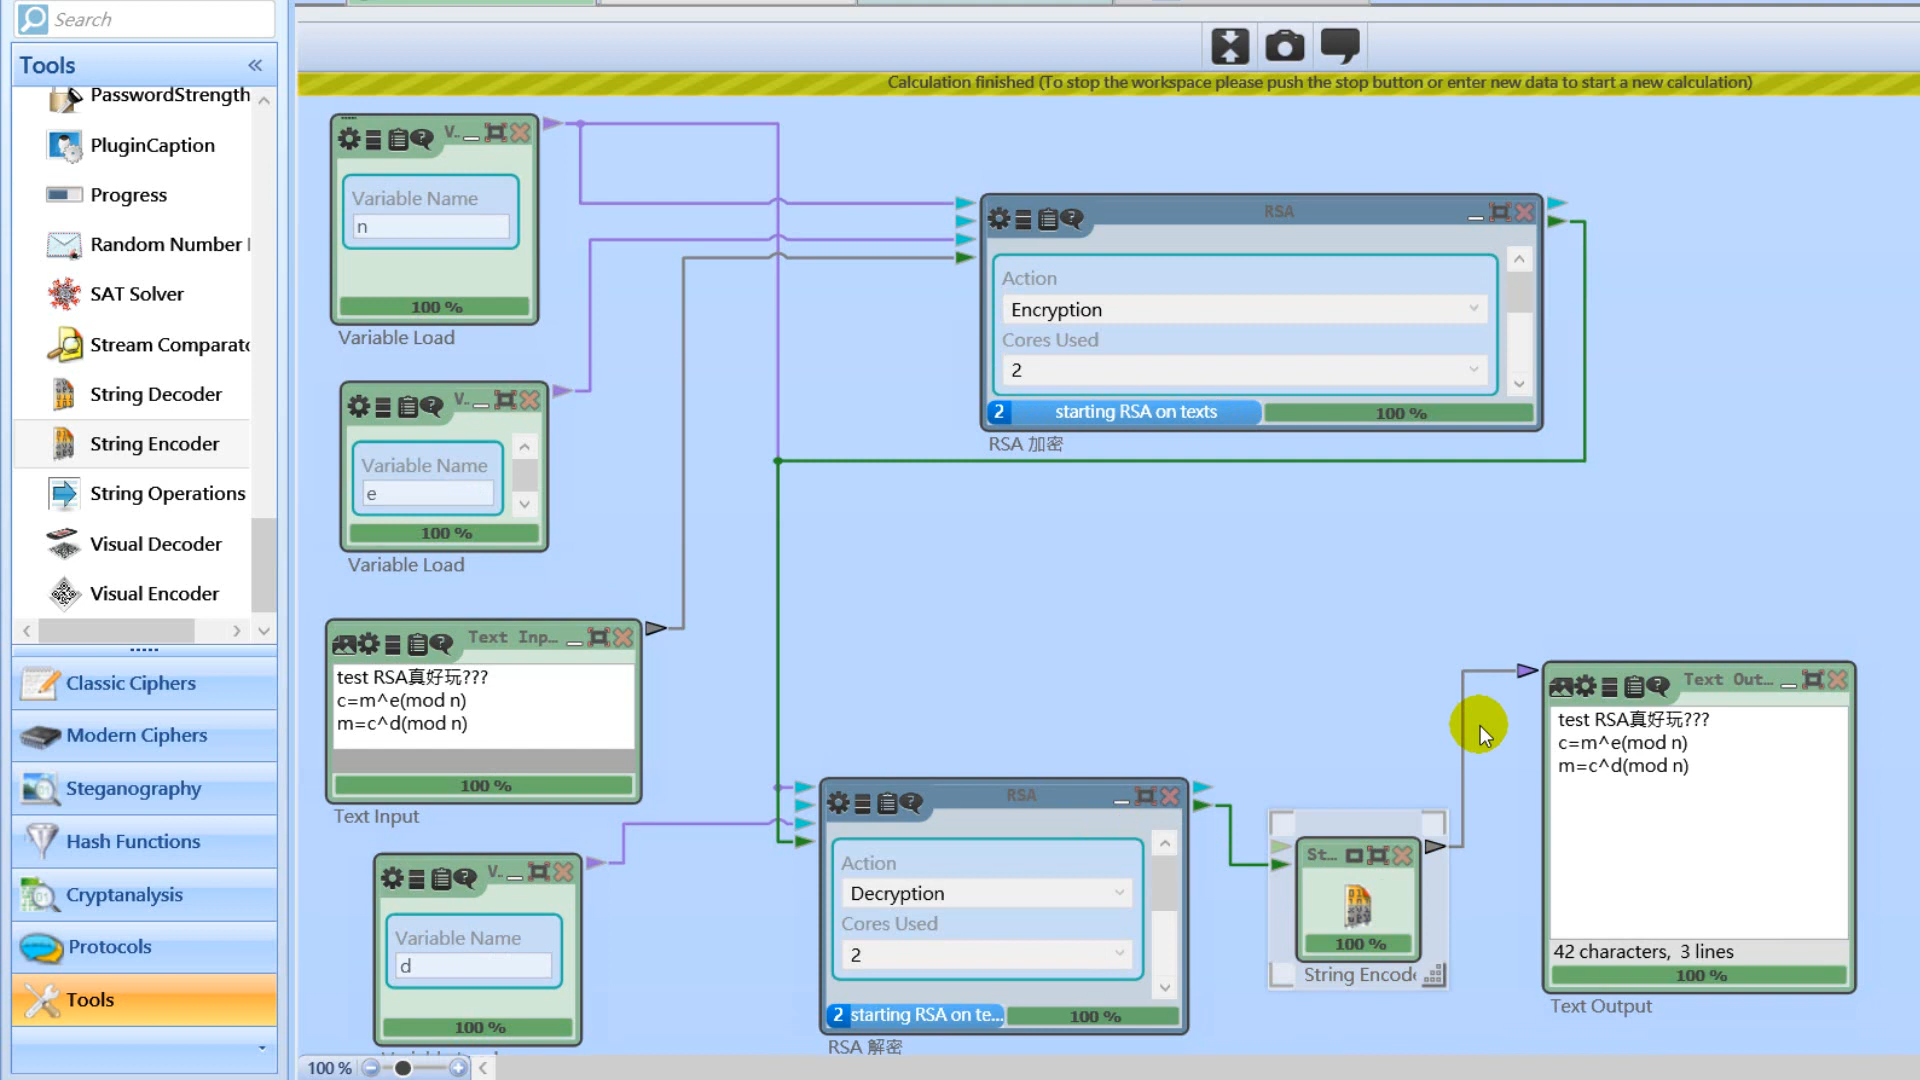 Search
Tools
PasswordStrength
PluginCaption
Progress
Random Number
SAT Solver
Stream Comparato
String Decoder
String Encoder
String Operations
Visual Decoder
Visual Encoder
Classic Ciphers
Modern Ciphers
Steganography
Hash Functions
Cryptanalysis
Protocols
Tools
Calculation finished (To stop the workspace please push the stop button or enter new data to start a new calculation)
V..
Variable Name
n
100 %
Variable Load
V..
Variable Name
e
100 %
Variable Load
Text Inp...
test RSA真好玩???
c=m^e(mod n)
m=c^d(mod n)
100 %
Text Input
V..
Variable Name
d
100 %
RSA
Action
Encryption
Cores Used
2
2 starting RSA on texts
100 %
RSA 加密
RSA
Action
Decryption
Cores Used
2
2 starting RSA on te...
100 %
RSA 解密
St...
100 %
String Encode
Text Out...
test RSA真好玩???
c=m^e(mod n)
m=c^d(mod n)
42 characters, 3 lines
100 %
Text Output
100 %